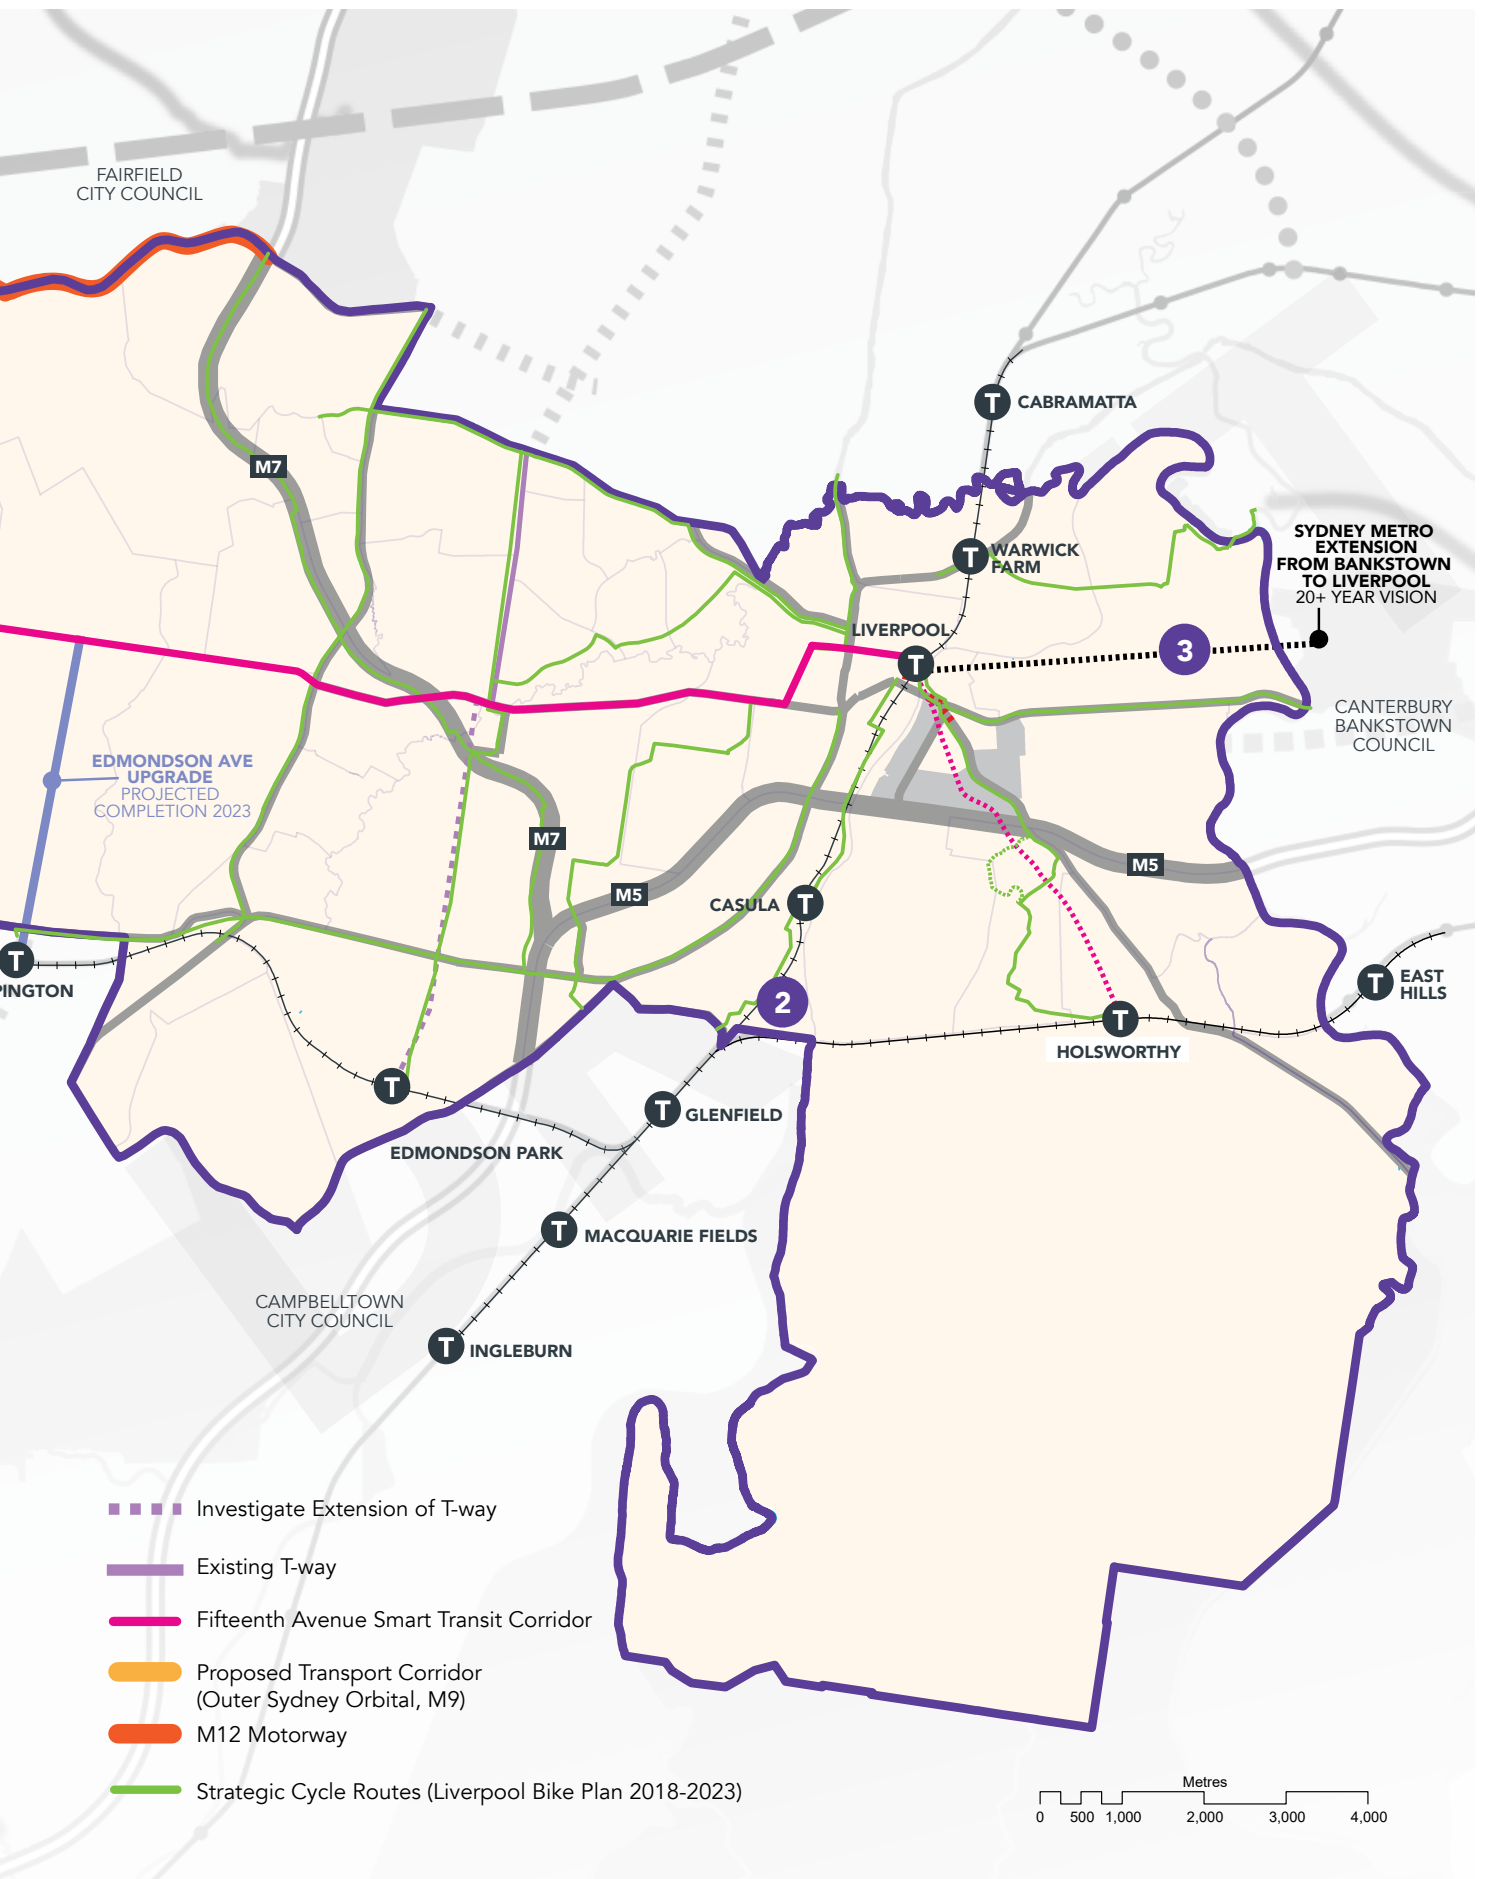 FAIRFIELD
CITY COUNCIL
T
CABRAMATTA
M7
T
WARWICK
FARM
SYDNEY METRO
EXTENSION
FROM BANKSTOWN
TO LIVERPOOL
20+ YEAR VISION
LIVERPOOL
T
3
CANTERBURY
BANKSTOWN
COUNCIL
EDMONDSON AVE
UPGRADE
PROJECTED
COMPLETION 2023
M7
M5
M5
CASULA
T
T
PINGTON
T
EAST
HILLS
2
T
HOLSWORTHY
T
EDMONDSON PARK
T
GLENFIELD
T
MACQUARIE FIELDS
CAMPBELLTOWN
CITY COUNCIL
T
INGLEBURN
Investigate Extension of T-way
Existing T-way
Fifteenth Avenue Smart Transit Corridor
Proposed Transport Corridor
(Outer Sydney Orbital, M9)
M12 Motorway
Strategic Cycle Routes (Liverpool Bike Plan 2018-2023)
Metres
0 500 1,000 2,000 3,000 4,000